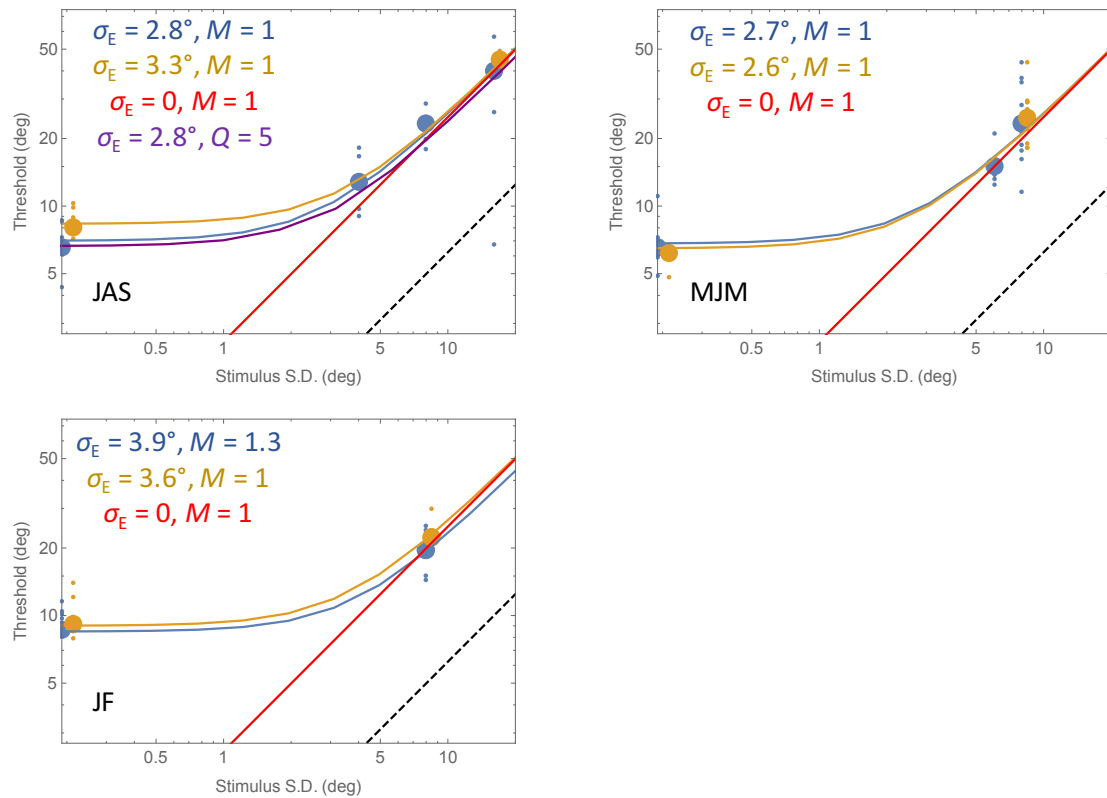 σE = 2.8°, M = 1
σE = 3.3°, M = 1
σE = 0, M = 1
σE = 2.8°, Q = 5
50
20
10
5
Threshold (deg)
JAS
0.5 1 5 10
Stimulus S.D. (deg)
σE = 2.7°, M = 1
σE = 2.6°, M = 1
σE = 0, M = 1
50
20
10
5
Threshold (deg)
MJM
0.5 1 5 10
Stimulus S.D. (deg)
σE = 3.9°, M = 1.3
σE = 3.6°, M = 1
σE = 0, M = 1
50
20
10
5
Threshold (deg)
JF
0.5 1 5 10
Stimulus S.D. (deg)